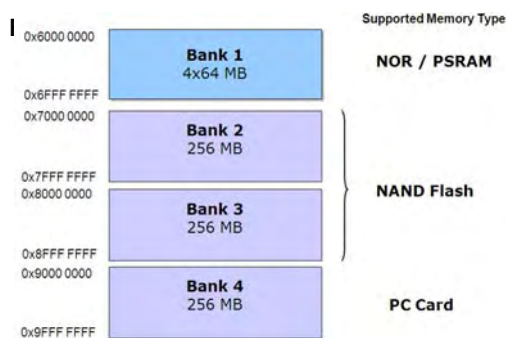 Supported Memory Type
0x6000 0000
Bank 1
4x64 MB
NOR / PSRAM
0x6FFF FFFF
0x7000 0000
Bank 2
256 MB
0x7FFF FFFF
NAND Flash
0x8000 0000
Bank 3
256 MB
0x8FFF FFFF
0x9000 0000
Bank 4
256 MB
PC Card
0x9FFF FFFF